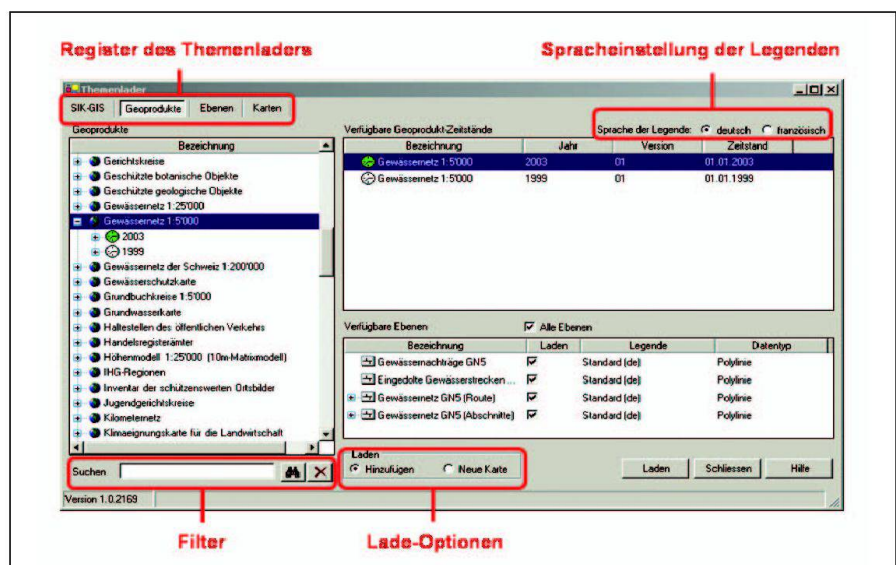 Register des Themenladers
Spracheinstellung der Legenden
Themenlader
SIK-GIS Geoprodukte Ebenen Karten
Geoprodukte
Bezeichnung
Gerichtskreise
Geschützte botanische Objekte
Geschützte geologische Objekte
Gewässernetz 1:25'000
Gewässernetz 1:5'000
2003
1999
Gewässernetz der Schweiz 1:200'000
Gewässerschutzkarte
Grundbuchkreise 1:5'000
Grundwasserkarte
Haltestellen des öffentlichen Verkehrs
Handelsregisterämter
Höhenmodell 1:25'000 (10m-Matrixmodell)
IHG-Regionen
Inventar der schützenswerten Ortsbilder
Jugendgerichtskreise
Kilometernetz
Klimaeignungskarte für die Landwirtschaft
Suchen
Version 1.0.2169
Verfügbare Geoprodukt-Zeitstände Sprache der Legende: deutsch französisch
Bezeichnung Jahr Version Zeitstand
Gewässernetz 1:5'000 2003 01 01.01.2003
Gewässernetz 1:5'000 1999 01 01.01.1999
Verfügbare Ebenen Alle Ebenen
Bezeichnung Laden Legende Datentyp
Gewässernachträge GN5 Standard (de) Polylinie
Eingedolte Gewässerstrecken... Standard (de) Polylinie
Gewässernetz GN5 (Route) Standard (de) Polylinie
Gewässernetz GN5 (Abschnitte) Standard (de) Polylinie
Laden
Hinzufügen Neue Karte Laden Schliessen Hilfe
Filter
Lade-Optionen